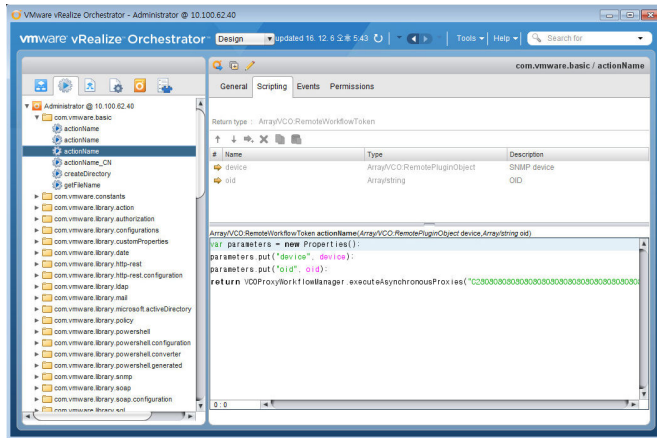 VMware vRealize Orchestrator - Administrator @ 10.100.62.40
vmware vRealize Orchestrator Design updated 16. 12. 6 오후 5:43 Tools Help Search for
com.vmware.basic / actionName
General Scripting Events Permissions
Administrator @ 10.100.62.40
com.vmware.basic
actionName
actionName
actionName
actionName_CN
createDirectory
getFileName
com.vmware.constants
com.vmware.library.action
com.vmware.library.authorization
com.vmware.library.configurations
com.vmware.library.customProperties
com.vmware.library.date
com.vmware.library.http-rest
com.vmware.library.http-rest.configuration
com.vmware.library.ldap
com.vmware.library.mail
com.vmware.library.microsoft.activeDirectory
com.vmware.library.policy
com.vmware.library.powershell
com.vmware.library.powershell.configuration
com.vmware.library.powershell.converter
com.vmware.library.powershell.generated
com.vmware.library.snmp
com.vmware.library.soap
com.vmware.library.soap.configuration
com.vmware.library.sql
Return type : Array/VCO:RemoteWorkflowToken
# Name Type Description
device Array/VCO:RemotePluginObject SNMP device
oid Array/string OID
Array/VCO:RemoteWorkflowToken actionName(Array/VCO:RemotePluginObject device,Array/string oid)
var parameters = new Properties();
parameters.put("device", device);
parameters.put("oid", oid);
return VCOProxyWorkflowManager.executeAsynchronousProxies("C2808080808080808080808080808080808080
0 : 0